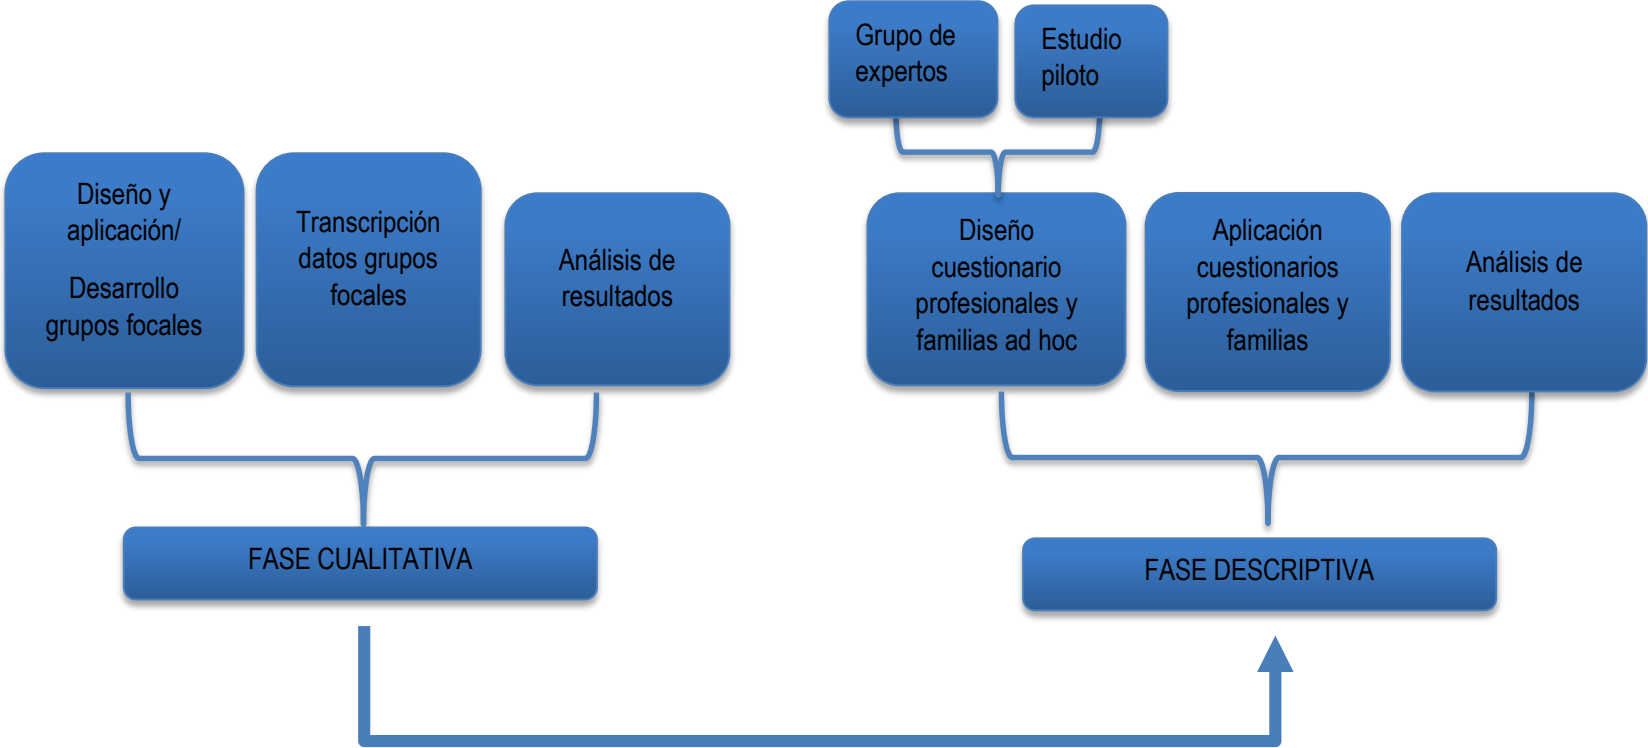 Grupo de
expertos
Estudio
piloto
Diseño y
aplicación/
Desarrollo
grupos focales
Transcripción
datos grupos
focales
Análisis de
resultados
Diseño
cuestionario
profesionales y
familias ad hoc
Aplicación
cuestionarios
profesionales y
familias
Análisis de
resultados
FASE CUALITATIVA
FASE DESCRIPTIVA